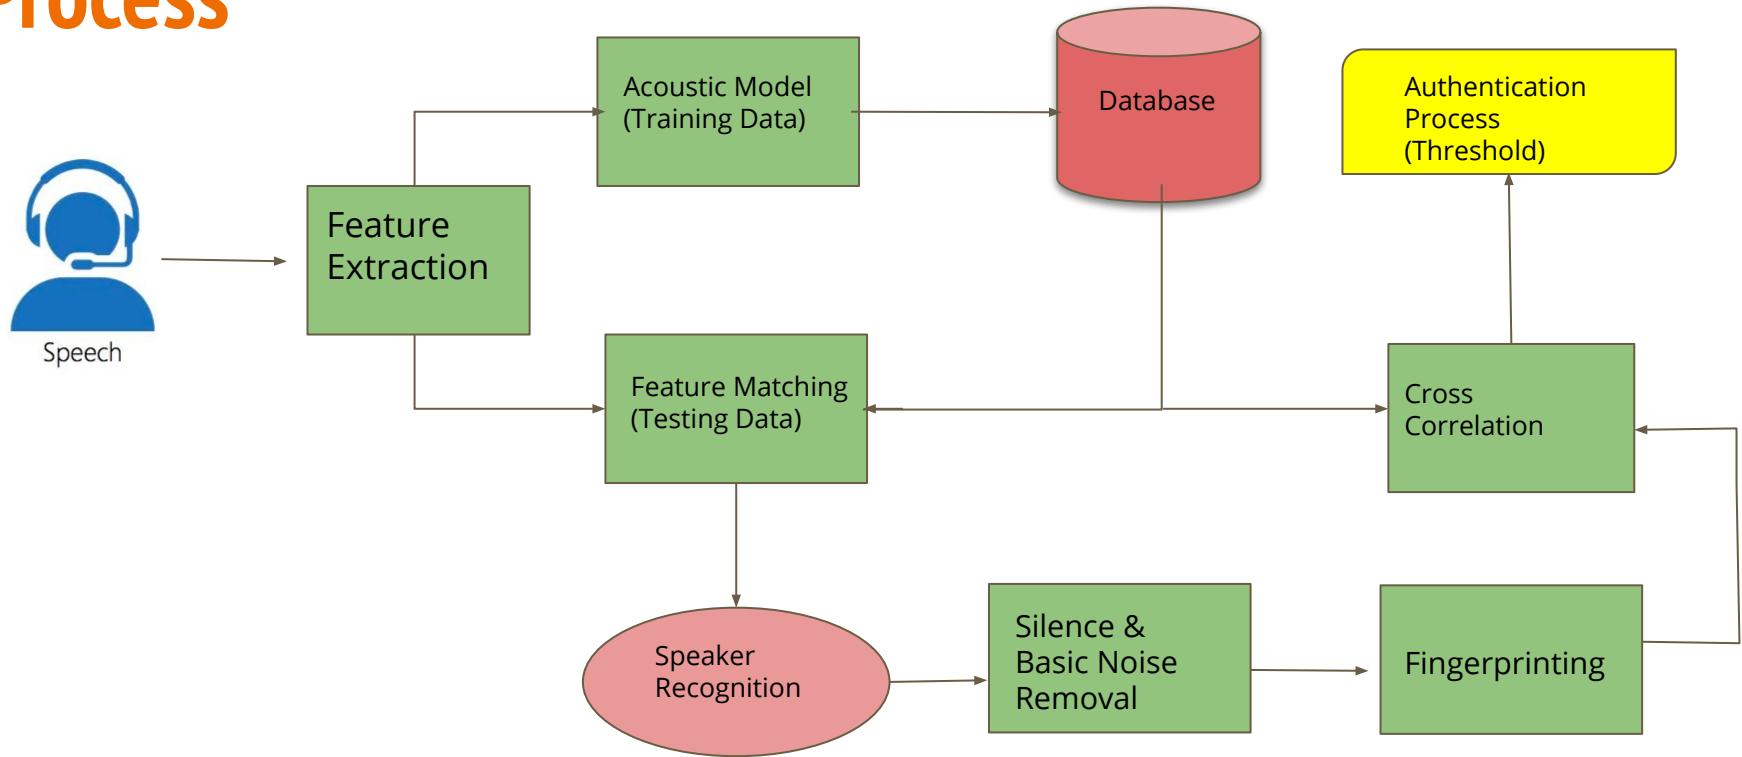 Process
Acoustic Model
(Training Data)
Database
Authentication
Process
(Threshold)
Feature
Extraction
Speech
Feature Matching
(Testing Data)
Cross
Correlation
Speaker
Recognition
Silence &
Basic Noise
Removal
Fingerprinting